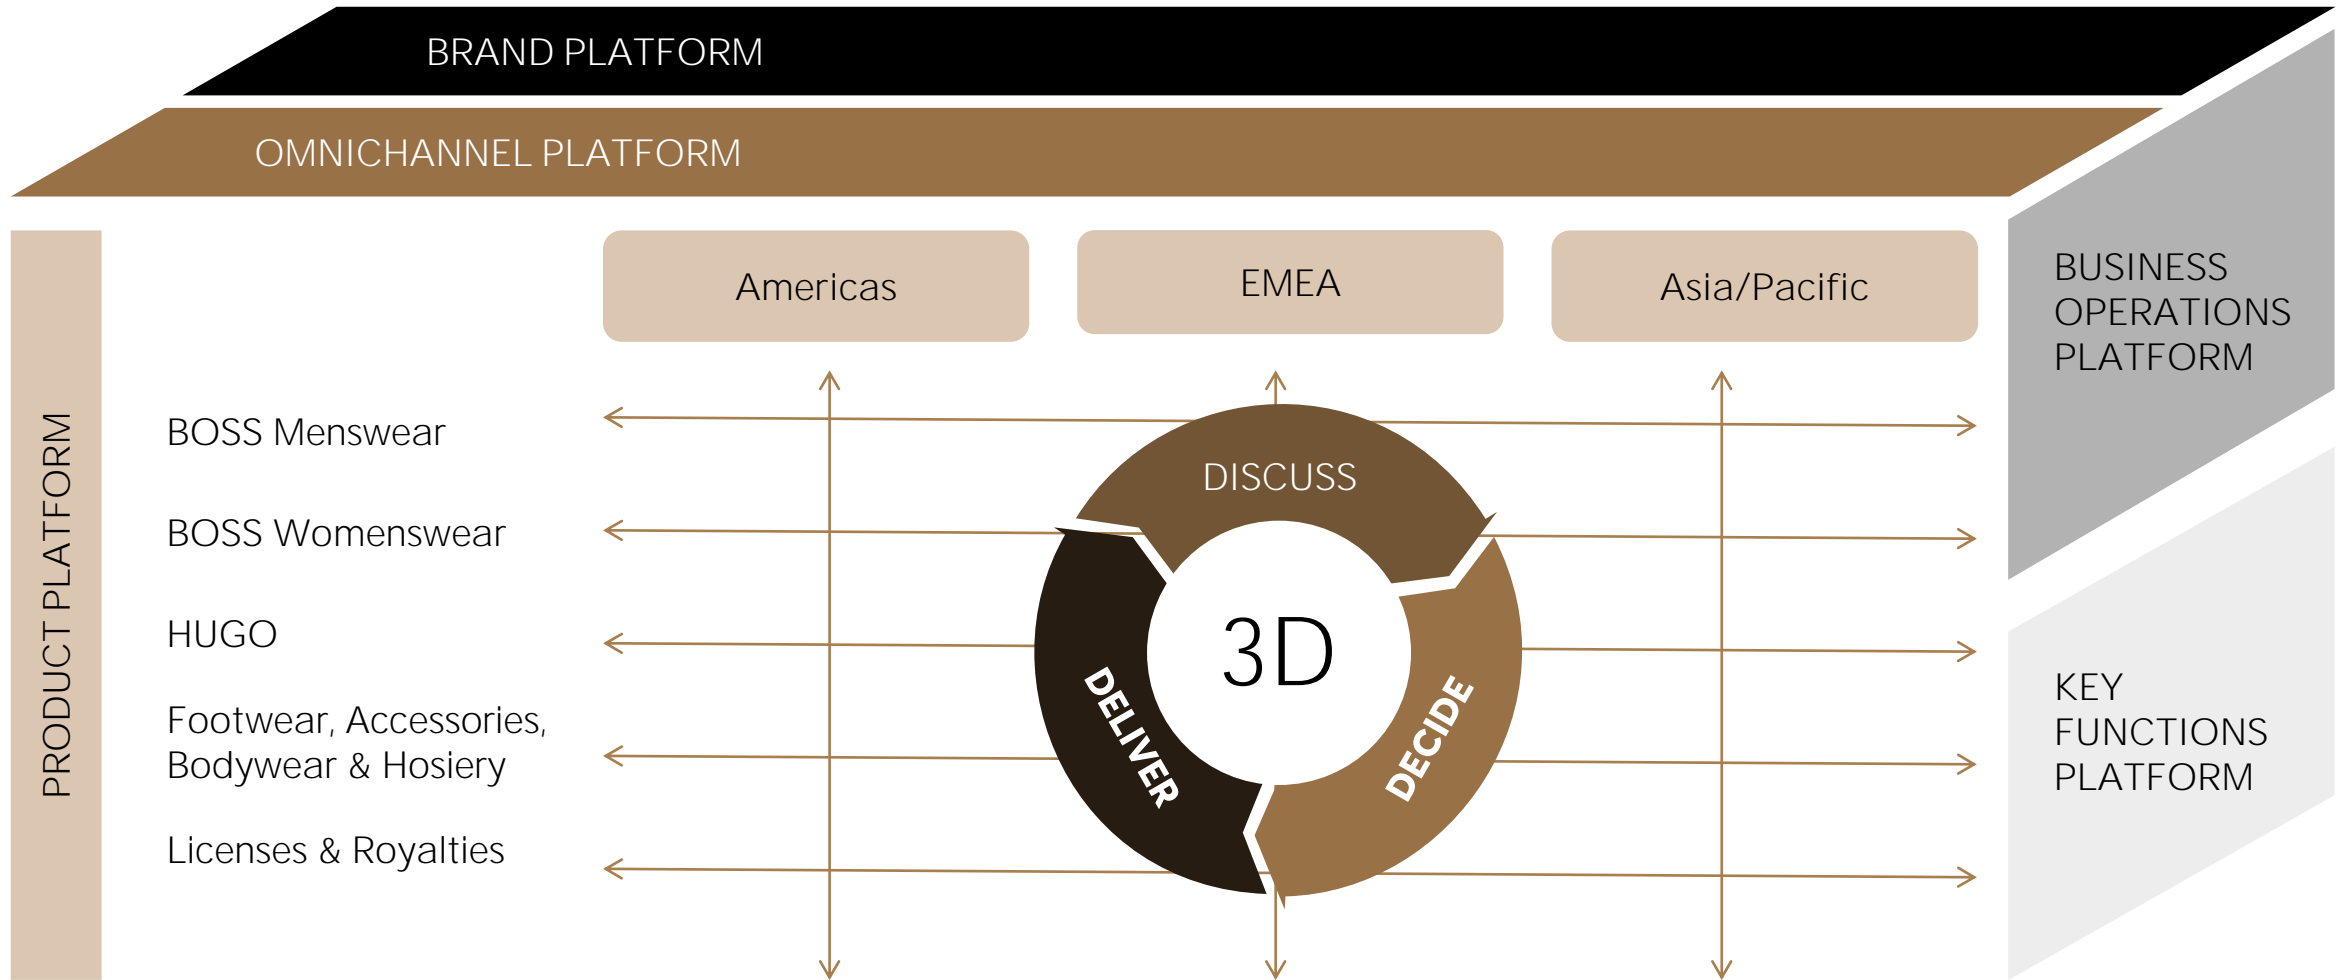 BRAND PLATFORM
OMNICHANNEL PLATFORM
Americas
EMEA
Asia/Pacific
BUSINESS
OPERATIONS
PLATFORM
PRODUCT PLATFORM
BOSS Menswear
BOSS Womenswear
HUGO
Footwear, Accessories,
Bodywear & Hosiery
Licenses & Royalties
DISCUSS
3D
DELIVER
DECIDE
KEY
FUNCTIONS
PLATFORM